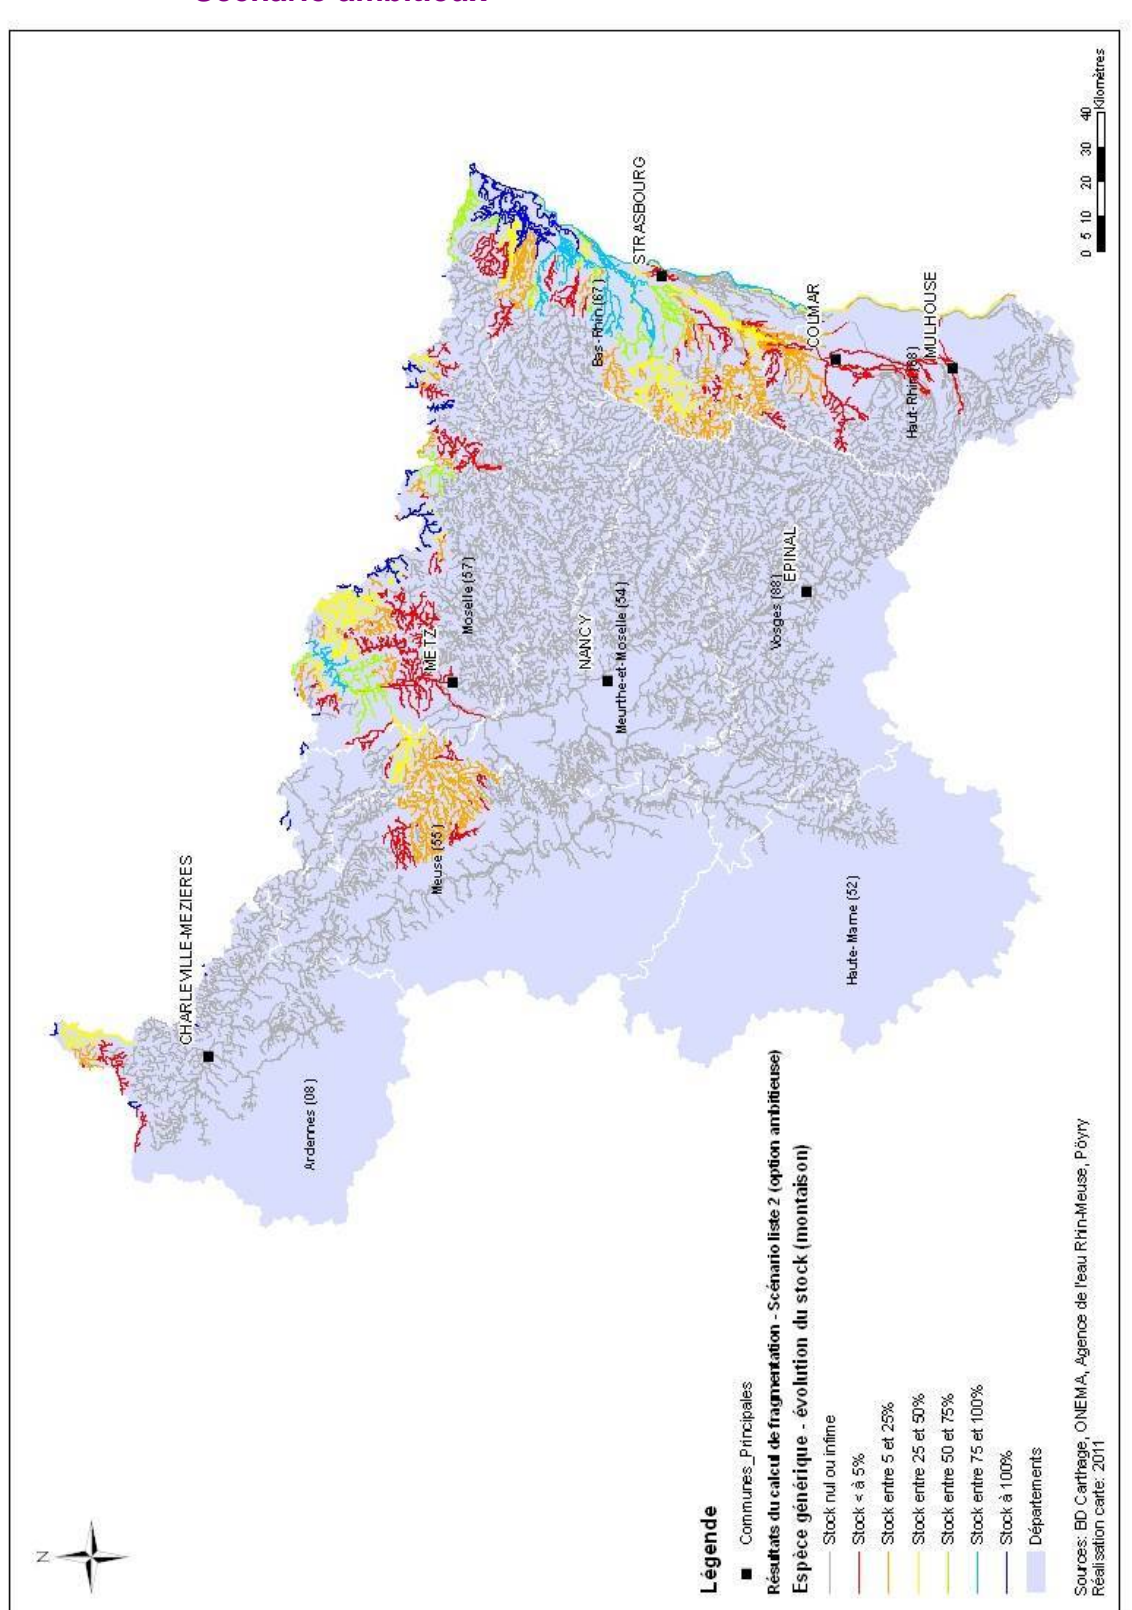 Scénario ambitieux
N
CHARLEVILLE-MEZIERES
Ardennes (08)
Meuse (55)
METZ
Moselle (57)
NANCY
Meurthe-et-Moselle (54)
EPINAL
Vosges (88)
Haute-Marne (52)
STRASBOURG
Bas-Rhin (67)
COLMAR
Haut-Rhin (68)
MULHOUSE
0 5 10 20 30 40
Kilomètres
Légende
Communes_Principales
Résultats du calcul de fragmentation - Scénario liste 2 (option ambitieuse)
Espèce générique - évolution du stock (montaison)
Stock nul ou infime
Stock < à 5%
Stock entre 5 et 25%
Stock entre 25 et 50%
Stock entre 50 et 75%
Stock entre 75 et 100%
Stock à 100%
Départements
Sources: BD Carthage, ONEMA, Agence de l'eau Rhin-Meuse, Pöyry
Réalisation carte: 2011